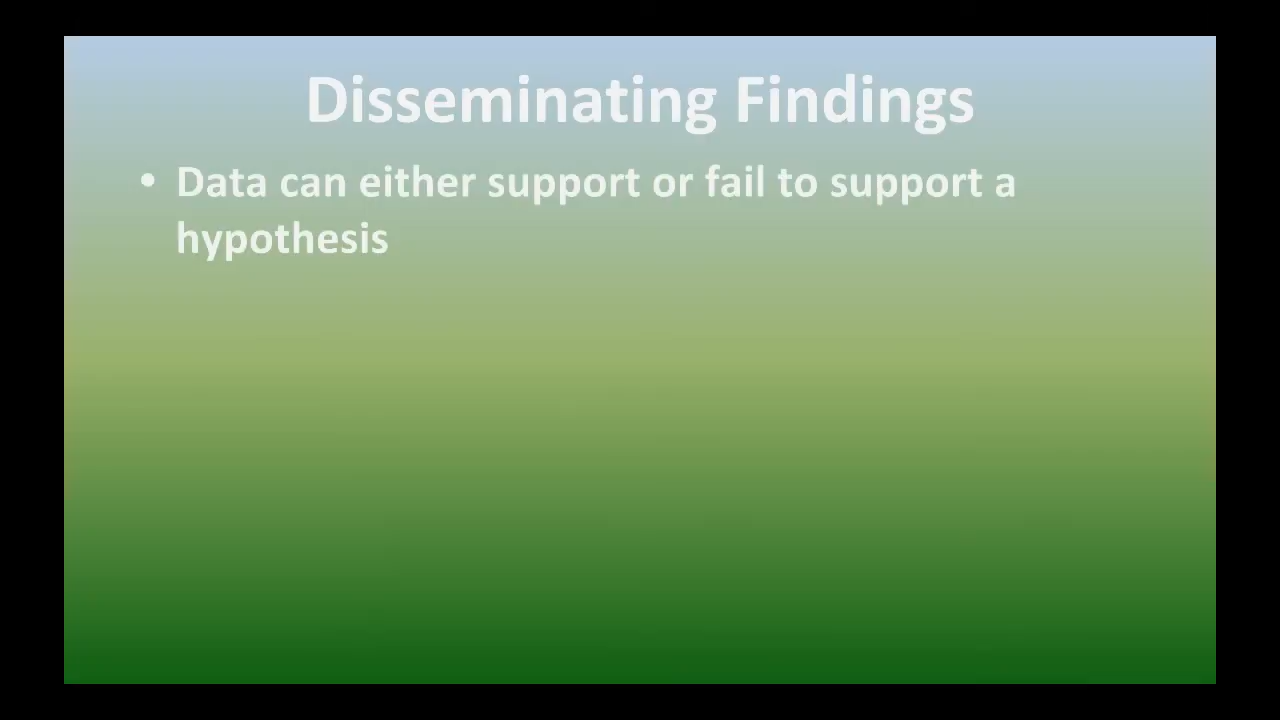 Disseminating Findings
• Data can either support or fail to support a
hypothesis